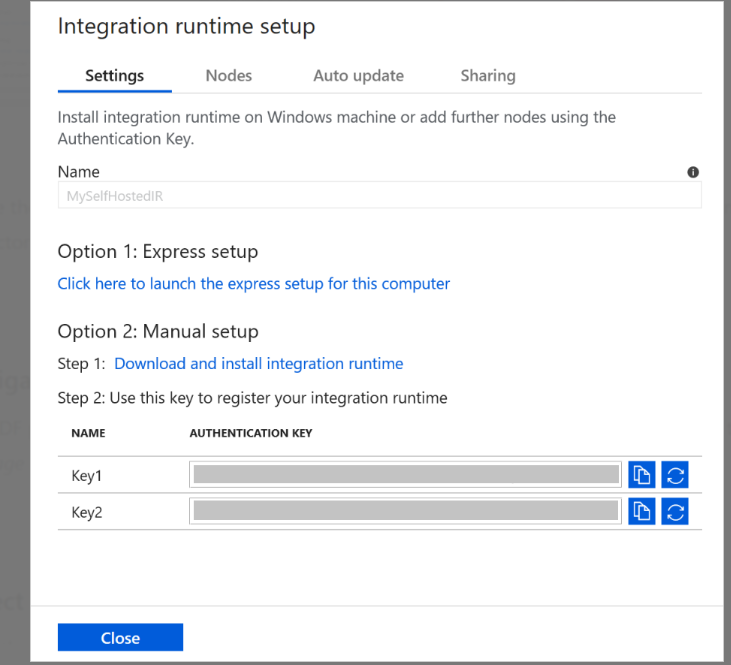 Integration runtime setup
Settings Nodes Auto update Sharing
Install integration runtime on Windows machine or add further nodes using the
Authentication Key.
Name
MySelfHostedIR
Option 1: Express setup
Click here to launch the express setup for this computer
Option 2: Manual setup
Step 1: Download and install integration runtime
Step 2: Use this key to register your integration runtime
NAME AUTHENTICATION KEY
Key1
Key2
Close